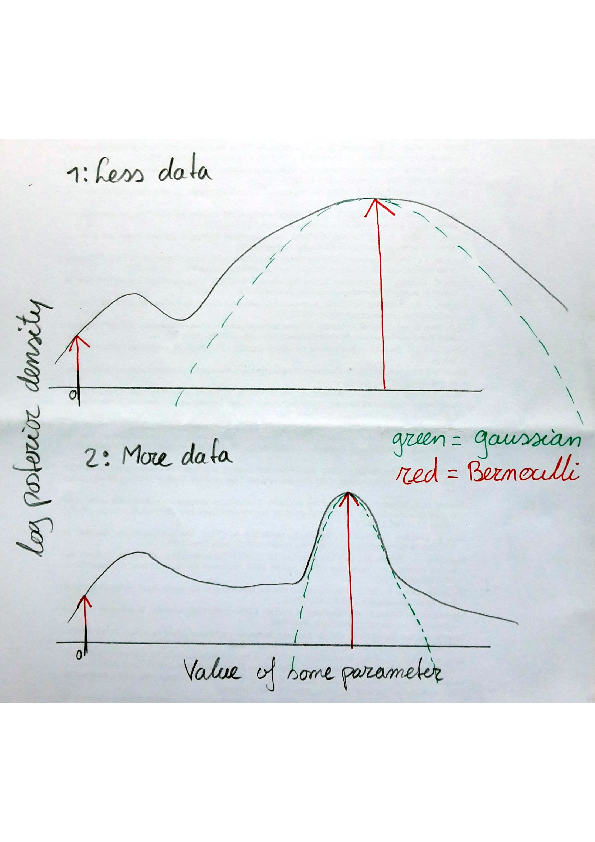 1: Less data
log posterior density
0
green = gaussian
red = Bernoulli
2: More data
0
Value of some parameter